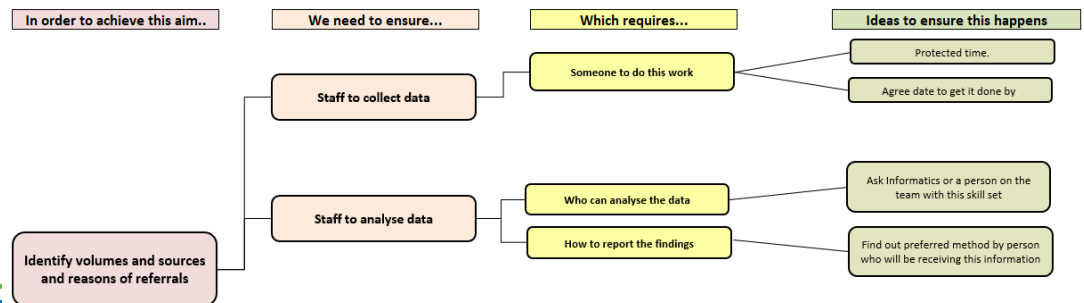 In order to achieve this aim..
We need to ensure...
Which requires...
Ideas to ensure this happens
Protected time.
Someone to do this work
Staff to collect data
Agree date to get it done by
Ask Informatics or a person on the
team with this skill set
Who can analyse the data
Staff to analyse data
How to report the findings
Find out preferred method by person
who will be receiving this information
Identify volumes and sources
and reasons of referrals